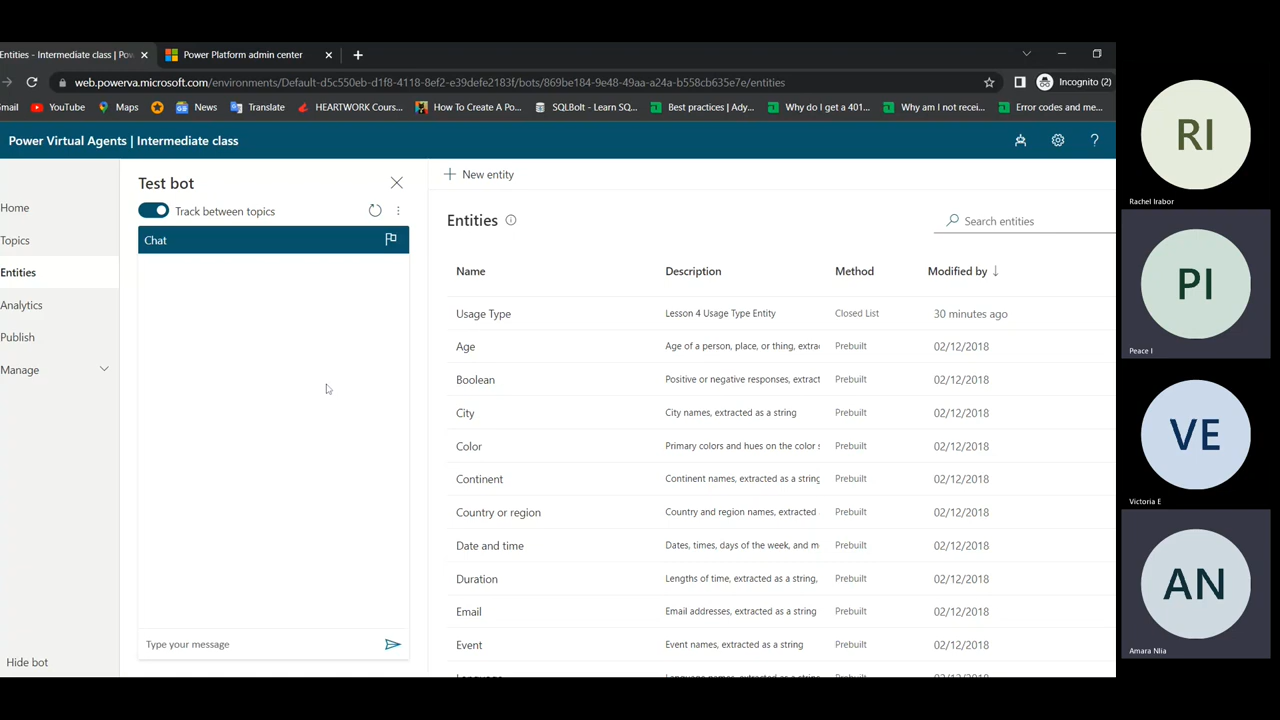 Entities - Intermediate class | Pow
Power Platform admin center
web.powerva.microsoft.com/environments/Default-d5c550eb-d1f8-4118-8ef2-e39defe2183f/bots/869be184-9e48-49aa-a24a-b558cb635e7e/entities
Incognito (2)
mail
YouTube
Maps
News
Translate
HEARTWORK Cours...
How To Create A Po...
SQLBolt - Learn SQ...
Best practices | Ady...
Why do I get a 401...
Why am I not recei...
Error codes and me...
Power Virtual Agents | Intermediate class
Home
Topics
Entities
Analytics
Publish
Manage
Hide bot
Test bot
Track between topics
Chat
Type your message
New entity
Entities
Search entities
Name Description Method Modified by
Usage Type Lesson 4 Usage Type Entity Closed List 30 minutes ago
Age Age of a person, place, or thing, extra Prebuilt 02/12/2018
Boolean Positive or negative responses, extract Prebuilt 02/12/2018
City City names, extracted as a string Prebuilt 02/12/2018
Color Primary colors and hues on the color s Prebuilt 02/12/2018
Continent Continent names, extracted as a string Prebuilt 02/12/2018
Country or region Country and region names, extracted Prebuilt 02/12/2018
Date and time Dates, times, days of the week, and m Prebuilt 02/12/2018
Duration Lengths of time, extracted as a string, Prebuilt 02/12/2018
Email Email addresses, extracted as a string Prebuilt 02/12/2018
Event Event names, extracted as a string Prebuilt 02/12/2018
RI
Rachel Irabor
PI
Peace I
VE
Victoria E
AN
Amara Nlia